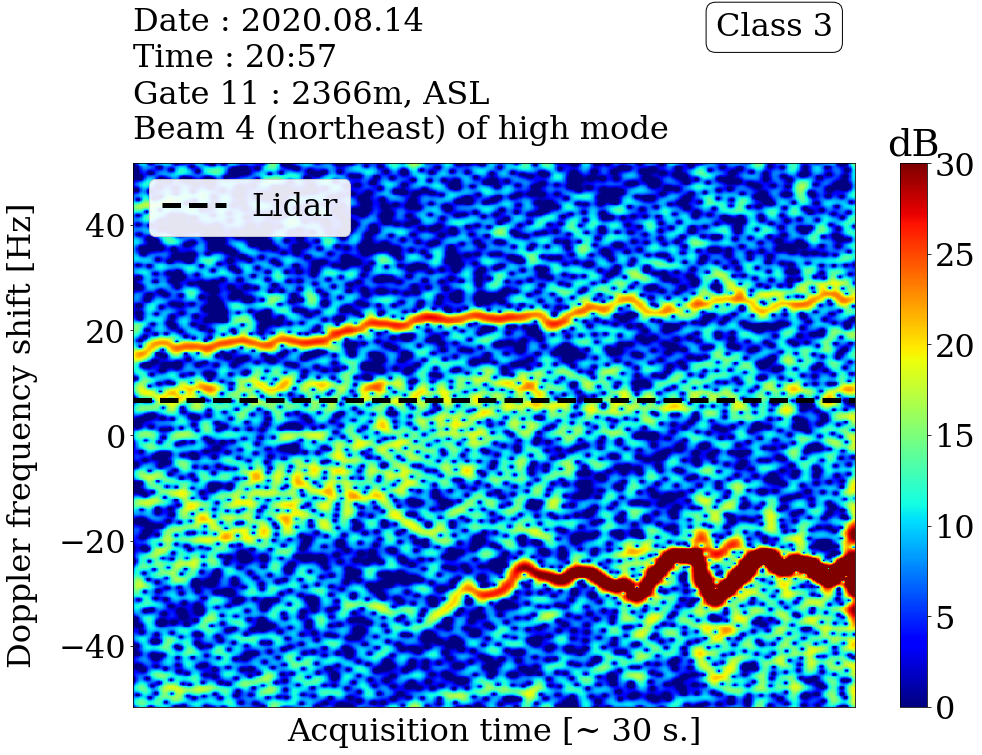 Date : 2020.08.14
Time : 20:57
Gate 11 : 2366m, ASL
Beam 4 (northeast) of high mode
Class 3
dB
Lidar
Doppler frequency shift [Hz]
40
20
0
−20
−40
Acquisition time [~ 30 s.]
30
25
20
15
10
5
0